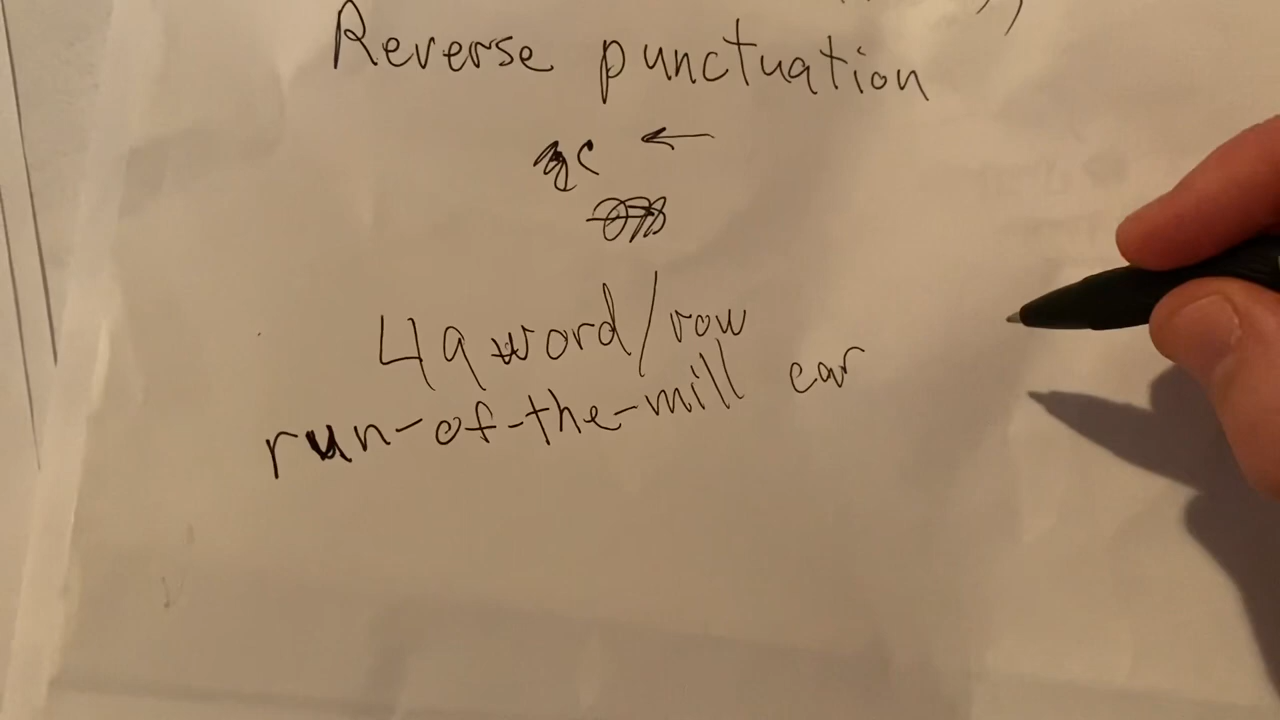 Reverse punctuation
c ←
49 word/row
run-of-the-mill car